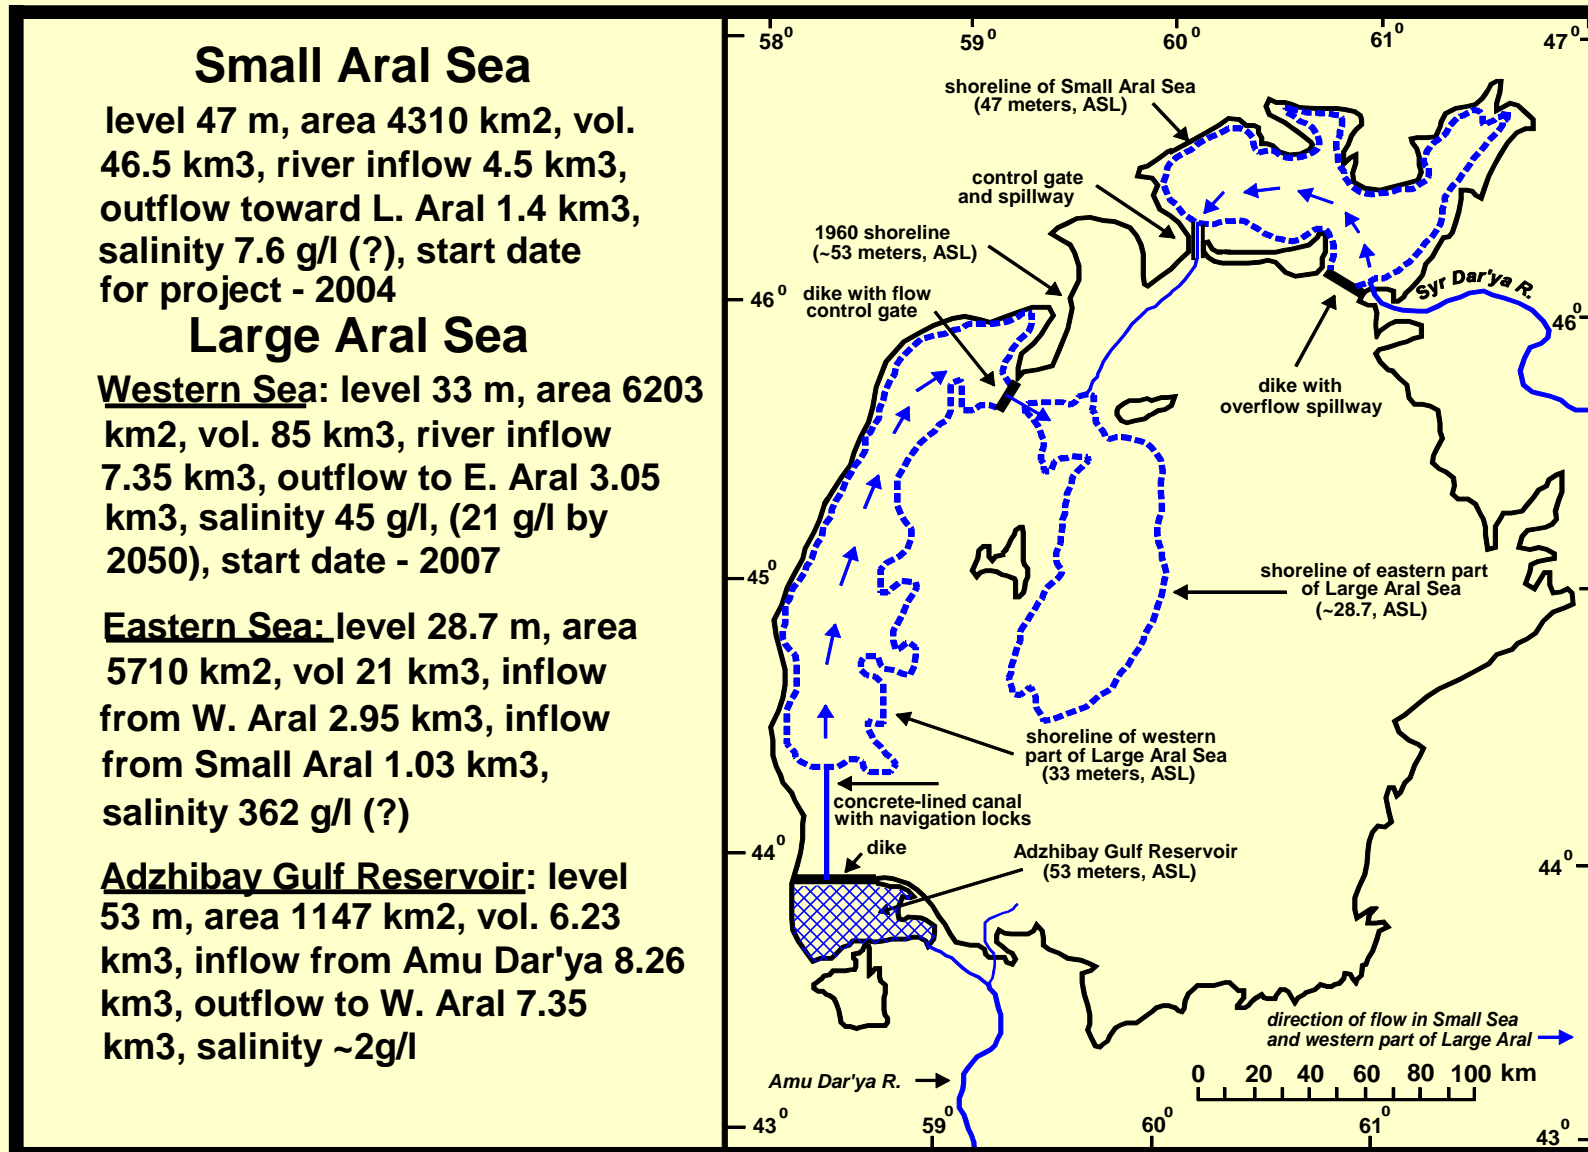 Small Aral Sea
level 47 m, area 4310 km2, vol.
46.5 km3, river inflow 4.5 km3,
outflow toward L. Aral 1.4 km3,
salinity 7.6 g/l (?), start date
for project - 2004
Large Aral Sea
Western Sea: level 33 m, area 6203
km2, vol. 85 km3, river inflow
7.35 km3, outflow to E. Aral 3.05
km3, salinity 45 g/l, (21 g/l by
2050), start date - 2007
Eastern Sea: level 28.7 m, area
5710 km2, vol 21 km3, inflow
from W. Aral 2.95 km3, inflow
from Small Aral 1.03 km3,
salinity 362 g/l (?)
Adzhibay Gulf Reservoir: level
53 m, area 1147 km2, vol. 6.23
km3, inflow from Amu Dar'ya 8.26
km3, outflow to W. Aral 7.35
km3, salinity ~2g/l
58⁰ 59⁰ 60⁰ 61⁰ 47⁰
shoreline of Small Aral Sea
(47 meters, ASL)
control gate
and spillway
1960 shoreline
(~53 meters, ASL)
dike with flow
control gate
46⁰
Syr Dar'ya R.
46⁰
dike with
overflow spillway
45⁰
shoreline of eastern part
of Large Aral Sea
(~28.7, ASL)
shoreline of western
part of Large Aral Sea
(33 meters, ASL)
concrete-lined canal
with navigation locks
44⁰
dike
Adzhibay Gulf Reservoir
(53 meters, ASL)
44⁰
direction of flow in Small Sea
and western part of Large Aral
Amu Dar'ya R.
0 20 40 60 80 100 km
43⁰ 59⁰ 60⁰ 61⁰ 43⁰